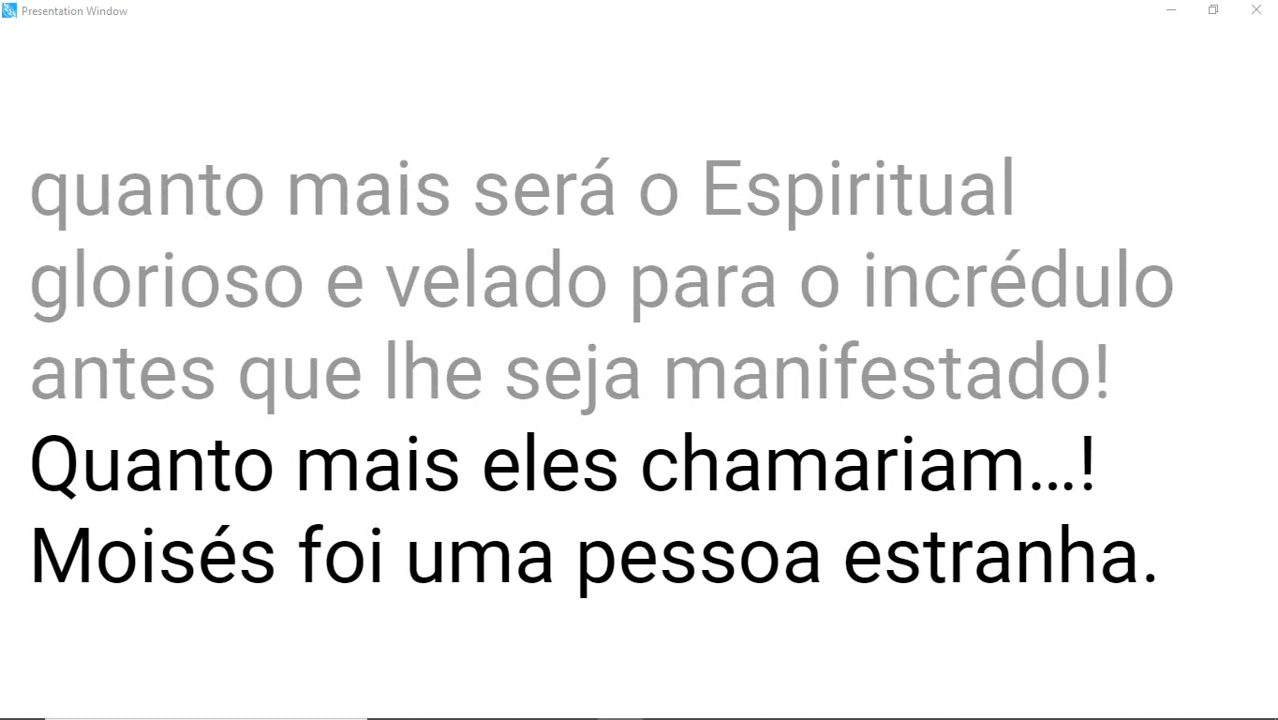 Presentation Window
quanto mais será o Espiritual
glorioso e velado para o incrédulo
antes que lhe seja manifestado!
Quanto mais eles chamariam...!
Moisés foi uma pessoa estranha.